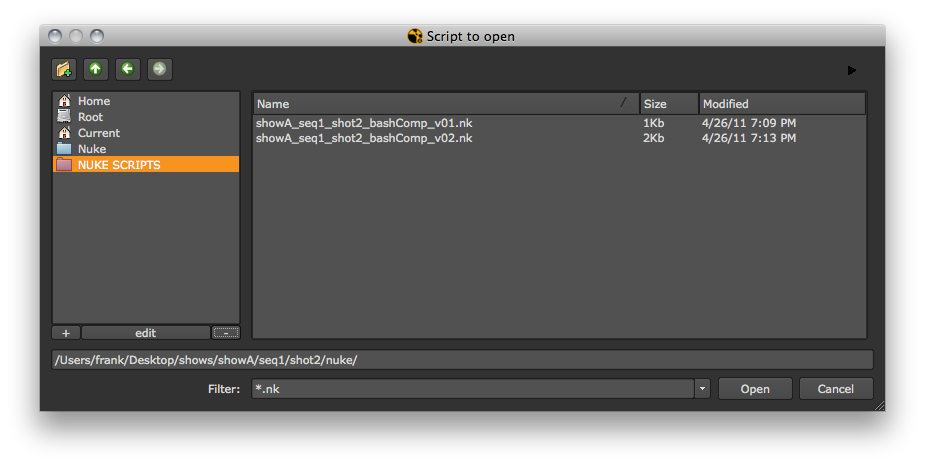 Script to open
Home
Root
Current
Nuke
NUKE SCRIPTS
+ edit -
Name Size Modified
showA_seq1_shot2_bashComp_v01.nk 1Kb 4/26/11 7:09 PM
showA_seq1_shot2_bashComp_v02.nk 2Kb 4/26/11 7:13 PM
/Users/frank/Desktop/shows/showA/seq1/shot2/nuke/
Filter: *.nk Open Cancel